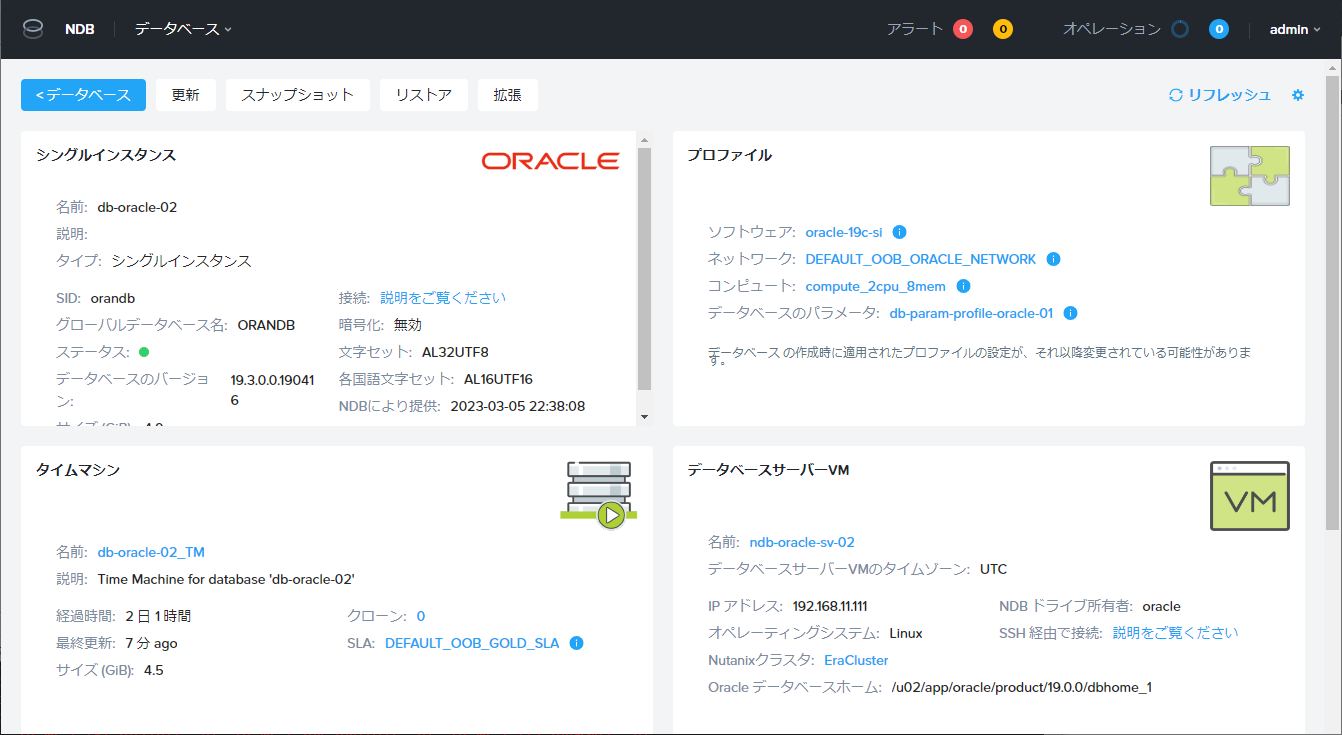 NDB データベース アラート 0 0 オペレーション 0 admin
<データベース 更新 スナップショット リストア 拡張 リフレッシュ
シングルインスタンス
ORACLE
名前: db-oracle-02
説明:
タイプ: シングルインスタンス
SID: orandb
グローバルデータベース名: ORANDB
ステータス:
データベースのバージョ
ン:
19.3.0.0.19041
6
サイズ (GiB): 4.9
接続: 説明をご覧ください
暗号化: 無効
文字セット: AL32UTF8
各国語文字セット: AL16UTF16
NDBにより提供: 2023-03-05 22:38:08
プロファイル
ソフトウェア: oracle-19c-si
ネットワーク: DEFAULT_OOB_ORACLE_NETWORK
コンピュート: compute_2cpu_8mem
データベースのパラメータ: db-param-profile-oracle-01
データベース の作成時に適用されたプロファイルの設定が、それ以降変更されている可能性がありま
す。
タイムマシン
名前: db-oracle-02_TM
説明: Time Machine for database 'db-oracle-02'
経過時間: 2 日 1 時間
最終更新: 7 分 ago
サイズ (GiB): 4.5
クローン: 0
SLA: DEFAULT_OOB_GOLD_SLA
データベースサーバーVM
VM
名前: ndb-oracle-sv-02
データベースサーバーVMのタイムゾーン: UTC
IP アドレス: 192.168.11.111
オペレーティングシステム: Linux
Nutanixクラスタ: EraCluster
Oracle データベースホーム: /u02/app/oracle/product/19.0.0/dbhome_1
NDB ドライブ所有者: oracle
SSH 経由で接続: 説明をご覧ください